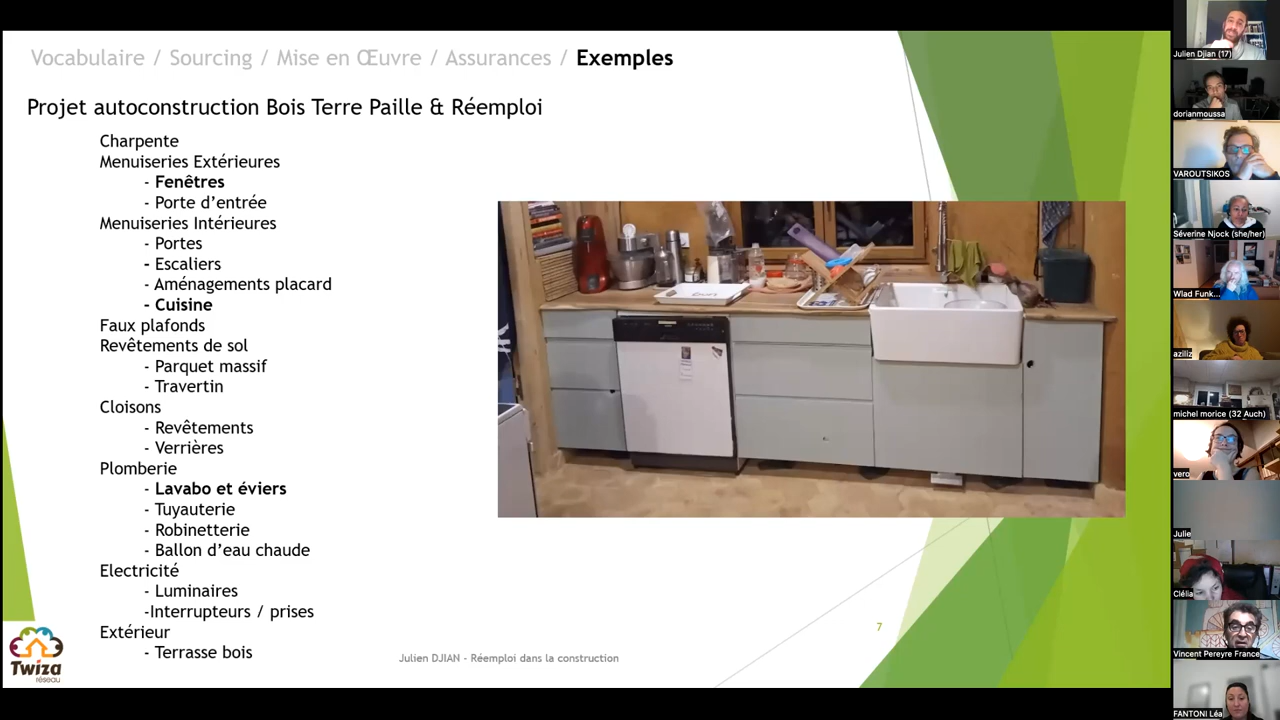 Vocabulaire / Sourcing / Mise en Œuvre / Assurances / Exemples
Projet autoconstruction Bois Terre Paille & Réemploi
Charpente
Menuiseries Extérieures
- Fenêtres
- Porte d’entrée
Menuiseries Intérieures
- Portes
- Escaliers
- Aménagements placard
- Cuisine
Faux plafonds
Revêtements de sol
- Parquet massif
- Travertin
Cloisons
- Revêtements
- Verrières
Plomberie
- Lavabo et éviers
- Tuyauterie
- Robinetterie
- Ballon d’eau chaude
Electricité
- Luminaires
-Interrupteurs / prises
Extérieur
- Terrasse bois
7
Julien DJIAN - Réemploi dans la construction
Twiza
réseau
Julien Djian (17)
dorianmoussa
VAROUTSIKOS
Séverine Njock (she/her)
Wlad Funk...
aziliz
michel morice (32 Auch)
vero
Julie
Clélia
Vincent Pereyre France
FANTONI Léa